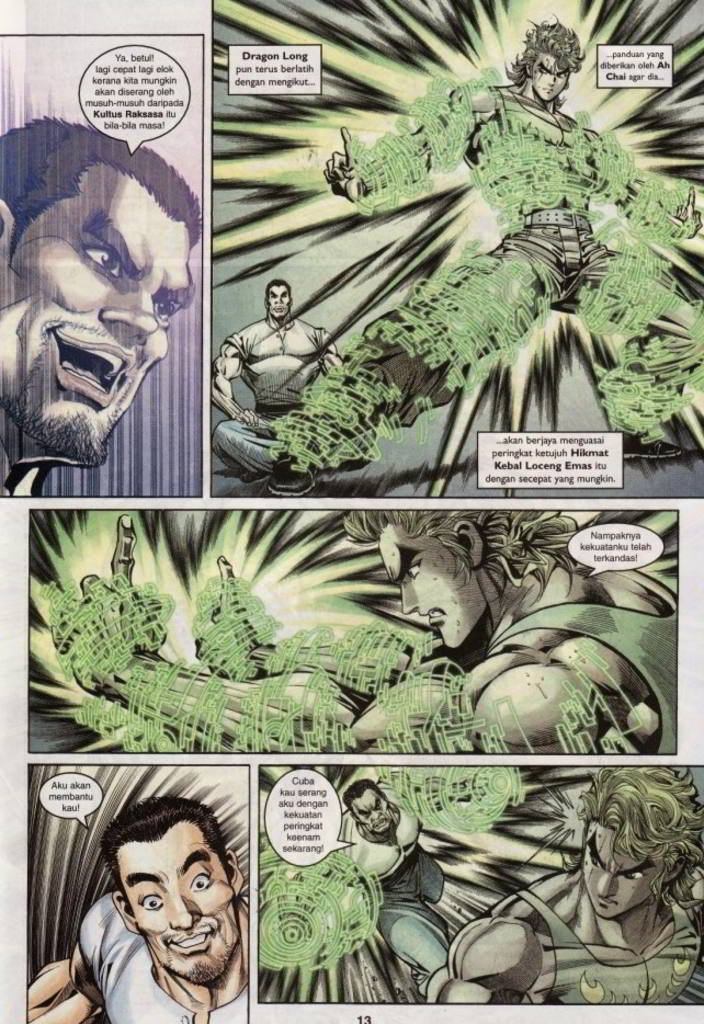 Ya, betul!
lagi cepat lagi elok
kerana kita mungkin
akan diserang oleh
musuh-musuh daripada
Kultus Raksasa itu
bila-bila masa!
Dragon Long
pun terus berlatih
dengan mengikut...
...panduan yang
diberikan oleh Ah
Chai agar dia...
...akan berjaya menguasai
peringkat ketujuh Hikmat
Kebal Loceng Emas itu
dengan secepat yang mungkin.
Nampaknya
kekuatanku telah
terkandas!
Aku akan
membantu
kau!
Cuba
kau serang
aku dengan
kekuatan
peringkat
keenam
sekarang!
13